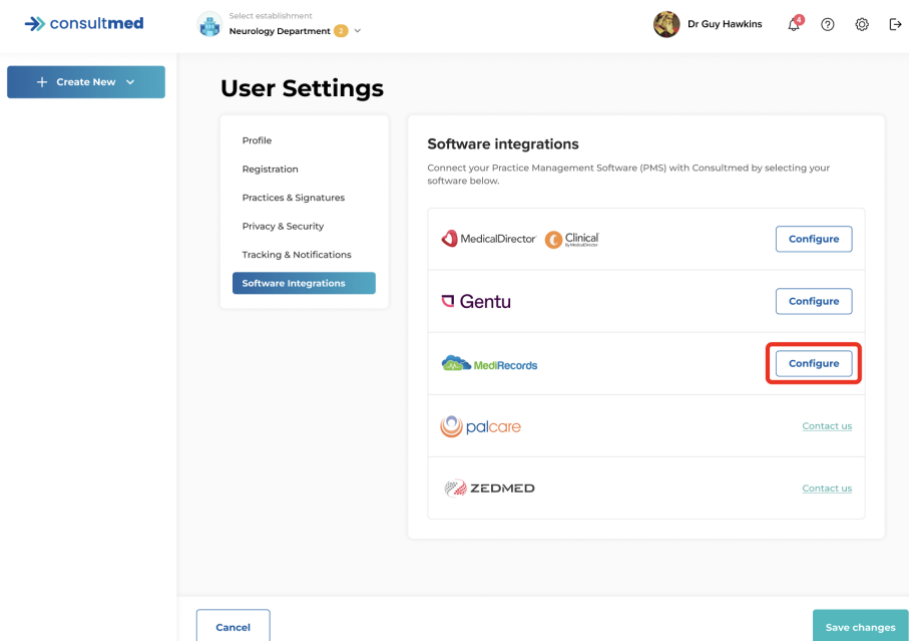 consultmed
Select establishment
Neurology Department 2
Dr Guy Hawkins
4
Create New
User Settings
Profile
Registration
Practices & Signatures
Privacy & Security
Tracking & Notifications
Software Integrations
Software integrations
Connect your Practice Management Software (PMS) with Consultmed by selecting your
software below.
MedicalDirector Clinical
By MedicalDirector
Configure
Gentu
Configure
MediRecords
Configure
palcare
Contact us
ZEDMED
Contact us
Cancel
Save changes